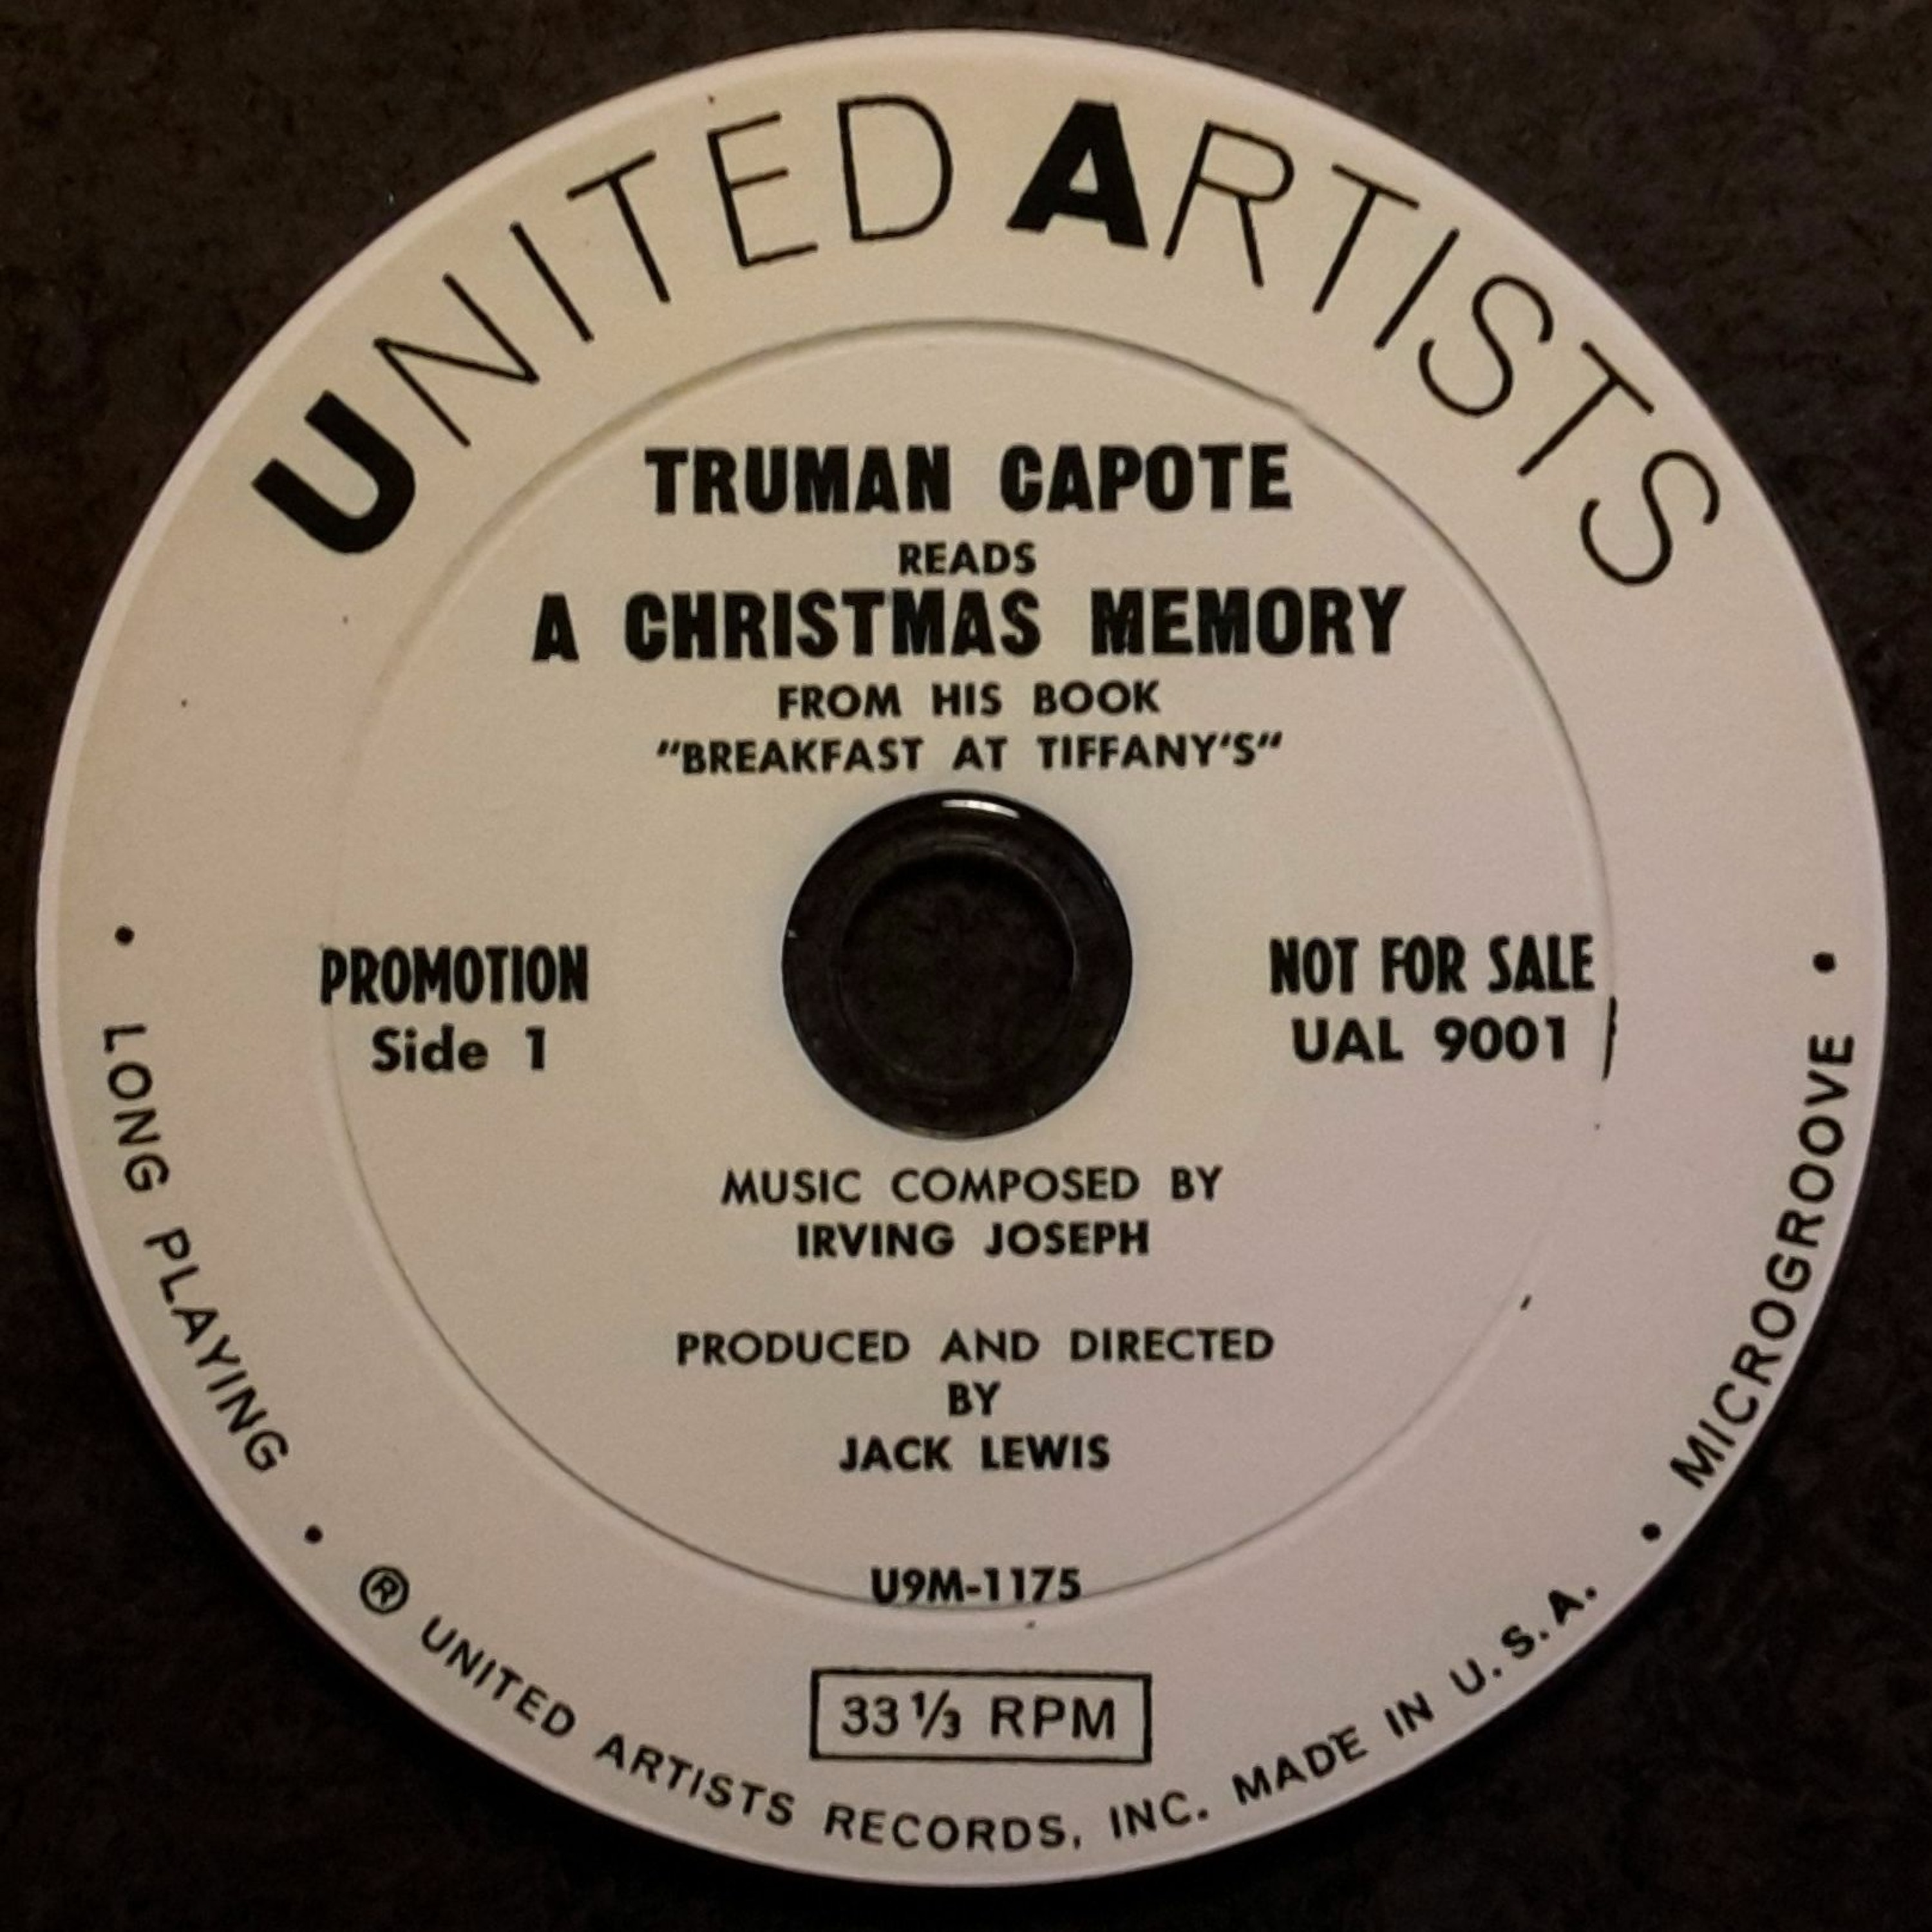 UNITED ARTISTS
TRUMAN CAPOTE
READS
A CHRISTMAS MEMORY
FROM HIS BOOK
"BREAKFAST AT TIFFANY'S"
PROMOTION
Side 1
NOT FOR SALE
UAL 9001
MUSIC COMPOSED BY
IRVING JOSEPH
PRODUCED AND DIRECTED
BY
JACK LEWIS
U9M-1175
33 ⅓ RPM
• LONG PLAYING • ® UNITED ARTISTS RECORDS, INC. MADE IN U.S.A. • MICROGROOVE •